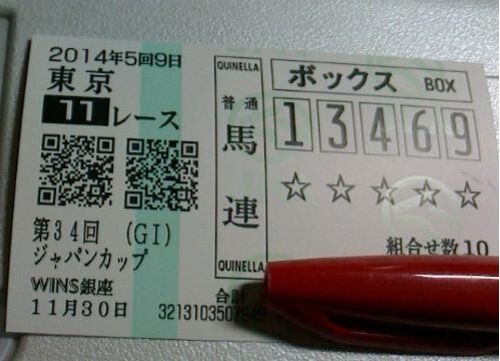 2014年5回9日
東京
11レース
第34回 (GI)
ジャパンカップ
WINS銀座
11月30日
QUINELLA
普通
馬連
QUINELLA
ボックス BOX
1 3 4 6 9
☆ ☆ ☆ ☆ ☆
組合せ数10
合計
3213103507949